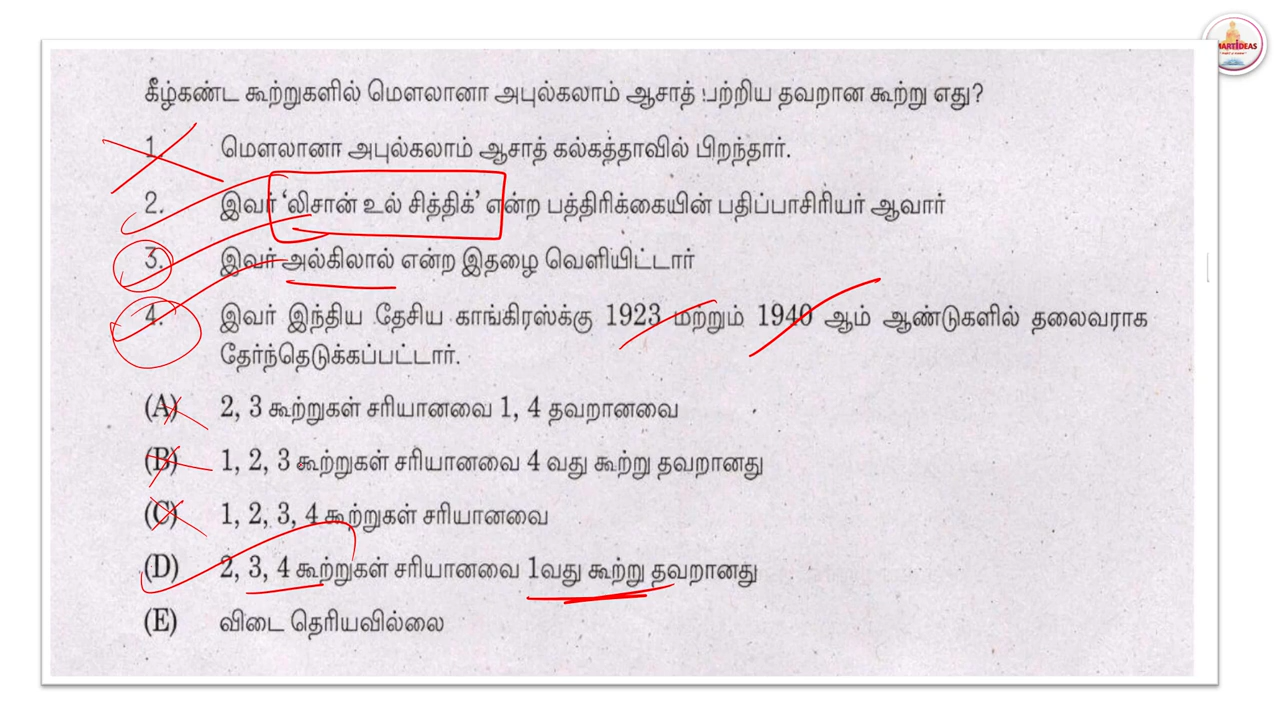 MARTIDEAS
கீழ்கண்ட கூற்றுகளில் மௌலானா அபுல்கலாம் ஆசாத் பற்றிய தவறான கூற்று எது?
1. மௌலானா அபுல்கலாம் ஆசாத் கல்கத்தாவில் பிறந்தார்.
2. இவர் ‘லிசான் உல் சித்திக்’ என்ற பத்திரிக்கையின் பதிப்பாசிரியர் ஆவார்
3. இவர் அல்கிலால் என்ற இதழை வெளியிட்டார்
4. இவர் இந்திய தேசிய காங்கிரஸ்க்கு 1923 மற்றும் 1940 ஆம் ஆண்டுகளில் தலைவராக
தேர்ந்தெடுக்கப்பட்டார்.
(A) 2, 3 கூற்றுகள் சரியானவை 1, 4 தவறானவை
(B) 1, 2, 3 கூற்றுகள் சரியானவை 4 வது கூற்று தவறானது
(C) 1, 2, 3, 4 கூற்றுகள் சரியானவை
(D) 2, 3, 4 கூற்றுகள் சரியானவை 1வது கூற்று தவறானது
(E) விடை தெரியவில்லை